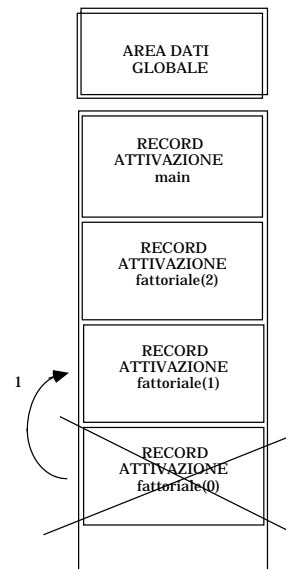 AREA DATI
GLOBALE
RECORD
ATTIVAZIONE
main
RECORD
ATTIVAZIONE
fattoriale(2)
RECORD
ATTIVAZIONE
fattoriale(1)
1
RECORD
ATTIVAZIONE
fattoriale(0)